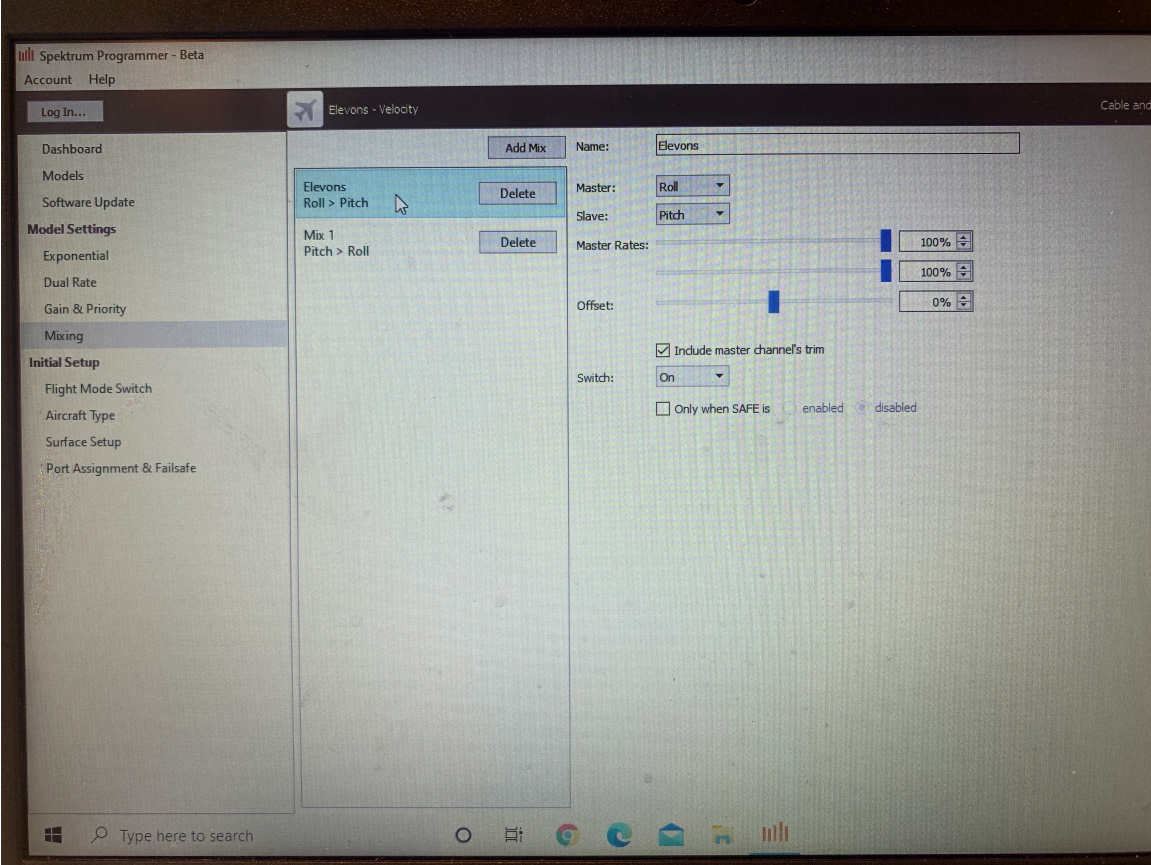 Spektrum Programmer - Beta
Account Help
Log In...
Elevons - Velocity
Cable and
Dashboard
Models
Software Update
Model Settings
Exponential
Dual Rate
Gain & Priority
Mixing
Initial Setup
Flight Mode Switch
Aircraft Type
Surface Setup
Port Assignment & Failsafe
Add Mix
Elevons
Roll > Pitch
Delete
Mix 1
Pitch > Roll
Delete
Name: Elevons
Master: Roll
Slave: Pitch
Master Rates: 100%
100%
Offset: 0%
Include master channel's trim
Switch: On
Only when SAFE is enabled disabled
Type here to search